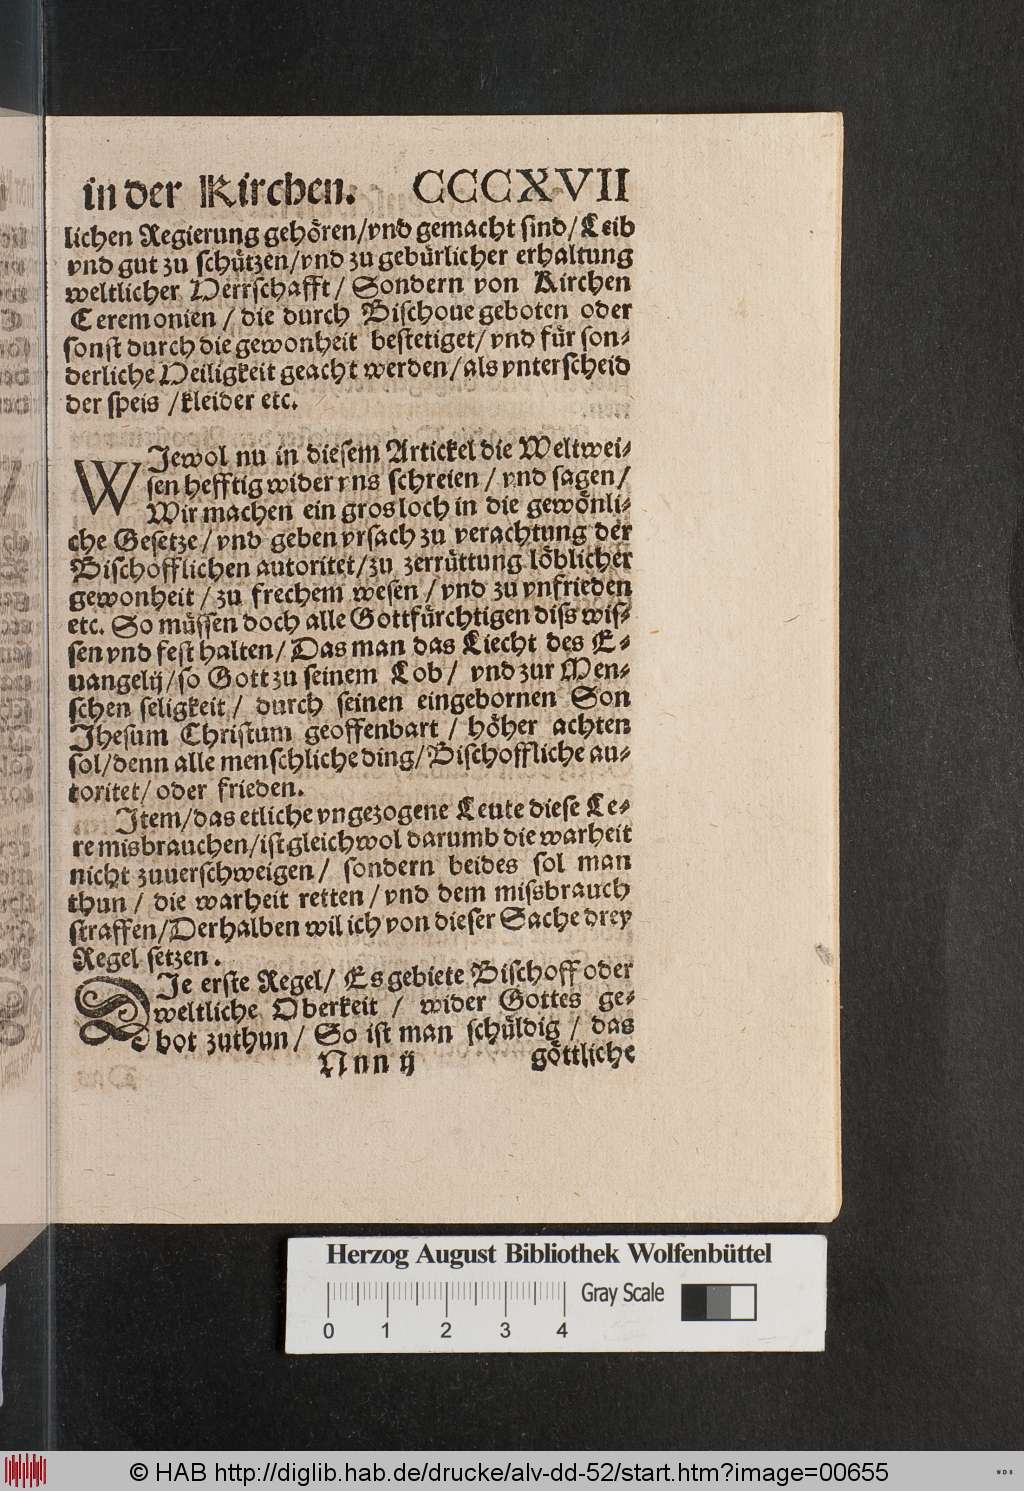 in der Kirchen. CCCXVII
lichen Regierung gehören/vnd gemacht sind/Leib
vnd gut zu schützen/vnd zu gebürlicher erhaltung
weltlicher Herrschafft/ Sondern von Kirchen
Ceremonien/ die durch Bischoue geboten oder
sonst durch die gewonheit bestetiget/ vnd für son-
derliche Heiligkeit geacht werden/als vnterscheid
der speis /kleider etc.
WIewol nu in diesem Artickel die Weltwei-
sen hefftig wider vns schreien/ vnd sagen/
Wir machen ein gros loch in die gewönli-
che Gesetze/ vnd geben vrsach zu verachtung der
Bischofflichen autoritet/zu zerrüttung löblicher
gewonheit/ zu frechem wesen/ vnd zu vnfrieden
etc. So müssen doch alle Gottfürchtigen diss wis-
sen vnd fest halten/ Das man das Liecht des E-
uangelij/so Gott zu seinem Lob/ vnd zur Men-
schen seligkeit/ durch seinen eingebornen Son
Jhesum Christum geoffenbart/ höher achten
sol/denn alle menschliche ding/Bischoffliche au-
toritet/ oder frieden.
Item/das etliche vngezogene Leute diese Le-
re misbrauchen/ist gleichwol darumb die warheit
nicht zuuerschweigen/ sondern beides sol man
thun/ die warheit retten/ vnd dem missbrauch
straffen/Derhalben wil ich von dieser Sache drey
Regel setzen.
DIe erste Regel/ Es gebiete Bischoff oder
weltliche Oberkeit/ wider Gottes ge-
bot zuthun/ So ist man schüldig/ das
Nnn ij göttliche
Herzog August Bibliothek Wolfenbüttel
Gray Scale
0 1 2 3 4
© HAB http://diglib.hab.de/drucke/alv-dd-52/start.htm?image=00655